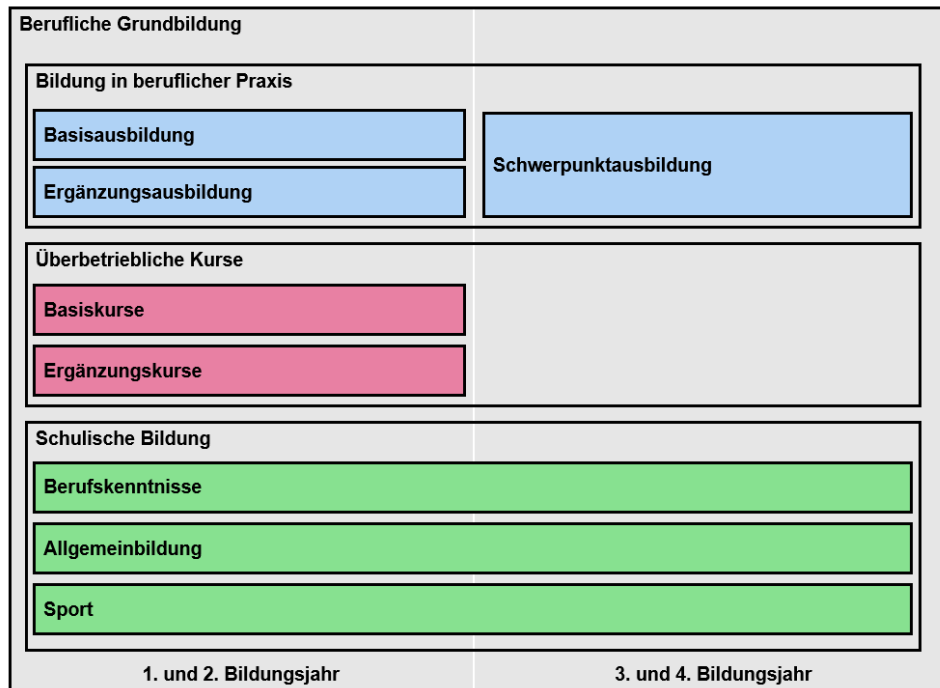 Berufliche Grundbildung
Bildung in beruflicher Praxis
Basisausbildung
Ergänzungsausbildung
Schwerpunktausbildung
Überbetriebliche Kurse
Basiskurse
Ergänzungskurse
Schulische Bildung
Berufskenntnisse
Allgemeinbildung
Sport
1. und 2. Bildungsjahr
3. und 4. Bildungsjahr